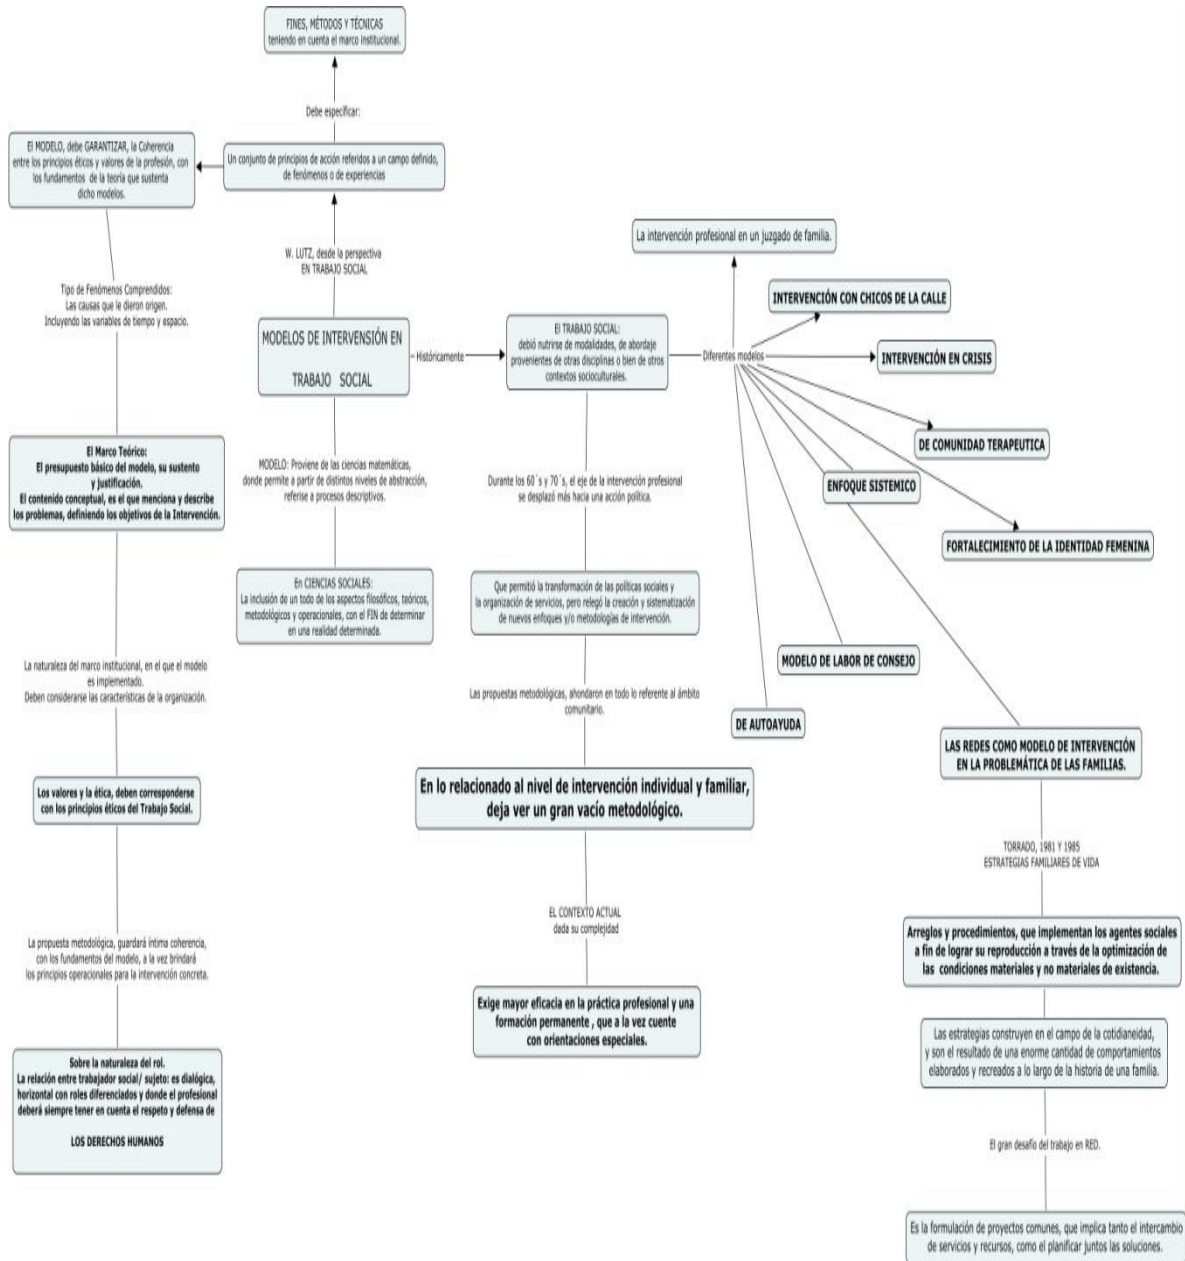 FINES, MÉTODOS Y TÉCNICAS
teniendo en cuenta el marco institucional.
Debe específicar:
El MODELO, debe GARANTIZAR, la Coherencia
entre los principios éticos y valores de la profesión, con
los fundamentos de la teoría que sustenta
dicho modelos.
Un conjunto de principios de acción referidos a un campo definido,
de fenómenos o de experiencias
W. LUTZ, desde la perspectiva
EN TRABAJO SOCIAL
Tipo de Fenómenos Comprendidos:
Las causas que le dieron origen.
Incluyendo las variables de tiempo y espacio.
MODELOS DE INTERVENSIÓN EN
TRABAJO SOCIAL
Históricamente
El TRABAJO SOCIAL:
debió nutrirse de modalidades, de abordaje
provenientes de otras disciplinas o bien de otros
contextos socioculturales.
Diferentes modelos
La intervención profesional en un juzgado de familia.
INTERVENCIÓN CON CHICOS DE LA CALLE
INTERVENCIÓN EN CRISIS
DE COMUNIDAD TERAPEUTICA
ENFOQUE SISTEMICO
FORTALECIMIENTO DE LA IDENTIDAD FEMENINA
MODELO DE LABOR DE CONSEJO
DE AUTOAYUDA
LAS REDES COMO MODELO DE INTERVENCIÓN
EN LA PROBLEMÁTICA DE LAS FAMILIAS.
El Marco Teórico:
El presupuesto básico del modelo, su sustento
y justificación.
El contenido conceptual, es el que menciona y describe
los problemas, definiendo los objetivos de la Intervención.
MODELO: Proviene de las ciencias matemáticas,
donde permite a partir de distintos niveles de abstracción,
referise a procesos descriptivos.
En CIENCIAS SOCIALES:
La inclusión de un todo de los aspectos filosóficos, teóricos,
metodológicos y operacionales, con el FIN de determinar
en una realidad determinada.
Durante los 60´s y 70´s, el eje de la intervención profesional
se desplazó más hacia una acción política.
Que permitió la transformación de las políticas sociales y
la organización de servicios, pero relegó la creación y sistematización
de nuevos enfoques y/o metodologías de intervención.
Las propuestas metodológicas, ahondaron en todo lo referente al ámbito
comunitario.
En lo relacionado al nivel de intervención individual y familiar,
deja ver un gran vacío metodológico.
EL CONTEXTO ACTUAL
dada su complejidad
Exige mayor eficacia en la práctica profesional y una
formación permanente , que a la vez cuente
con orientaciones especiales.
La naturaleza del marco institucional, en el que el modelo
es implementado.
Deben considerarse las características de la organización.
Los valores y la ética, deben corresponderse
con los principios éticos del Trabajo Social.
La propuesta metodológica, guardará íntima coherencia,
con los fundamentos del modelo, a la vez brindará
los principios operacionales para la intervención concreta.
Sobre la naturaleza del rol.
La relación entre trabajador social/ sujeto: es dialógica,
horizontal con roles diferenciados y donde el profesional
deberá siempre tener en cuenta el respeto y defensa de
LOS DERECHOS HUMANOS
TORRADO, 1981 Y 1985
ESTRATEGIAS FAMILIARES DE VIDA
Arreglos y procedimientos, que implementan los agentes sociales
a fin de lograr su reproducción a través de la optimización de
las condiciones materiales y no materiales de existencia.
Las estrategias construyen en el campo de la cotidianeidad,
y son el resultado de una enorme cantidad de comportamientos
elaborados y recreados a lo largo de la historia de una familia.
El gran desafío del trabajo en RED.
Es la formulación de proyectos comunes, que implica tanto el intercambio
de servicios y recursos, como el planificar juntos las soluciones.